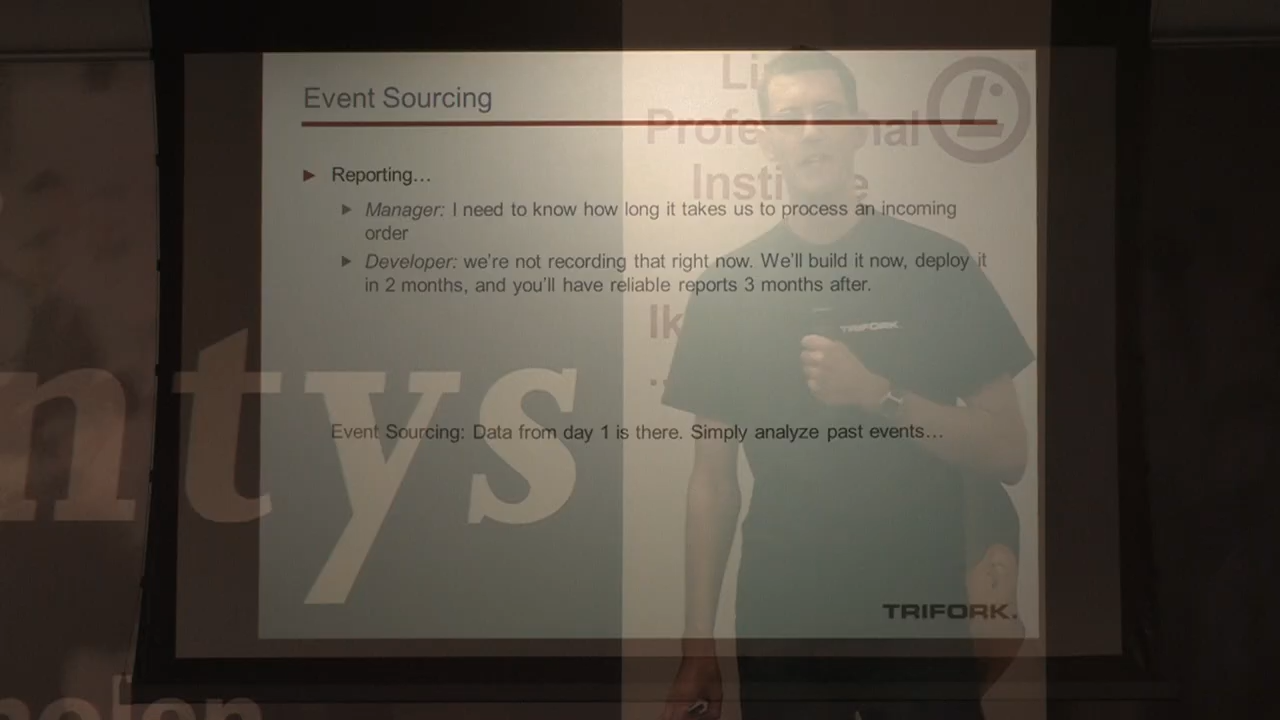 Event Sourcing
Reporting…
Manager: I need to know how long it takes us to process an incoming
order
Developer: we're not recording that right now. We'll build it now, deploy it
in 2 months, and you'll have reliable reports 3 months after.
Event Sourcing: Data from day 1 is there. Simply analyze past events…
TRIFORK.
TRIFORK.
ntys